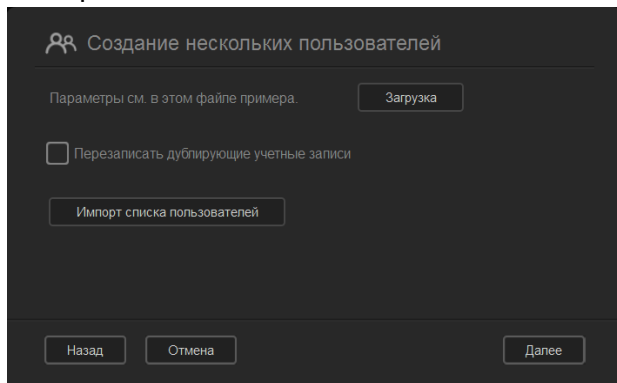 Создание нескольких пользователей
Параметры см. в этом файле примера. Загрузка
Перезаписать дублирующие учетные записи
Импорт списка пользователей
Назад Отмена Далее